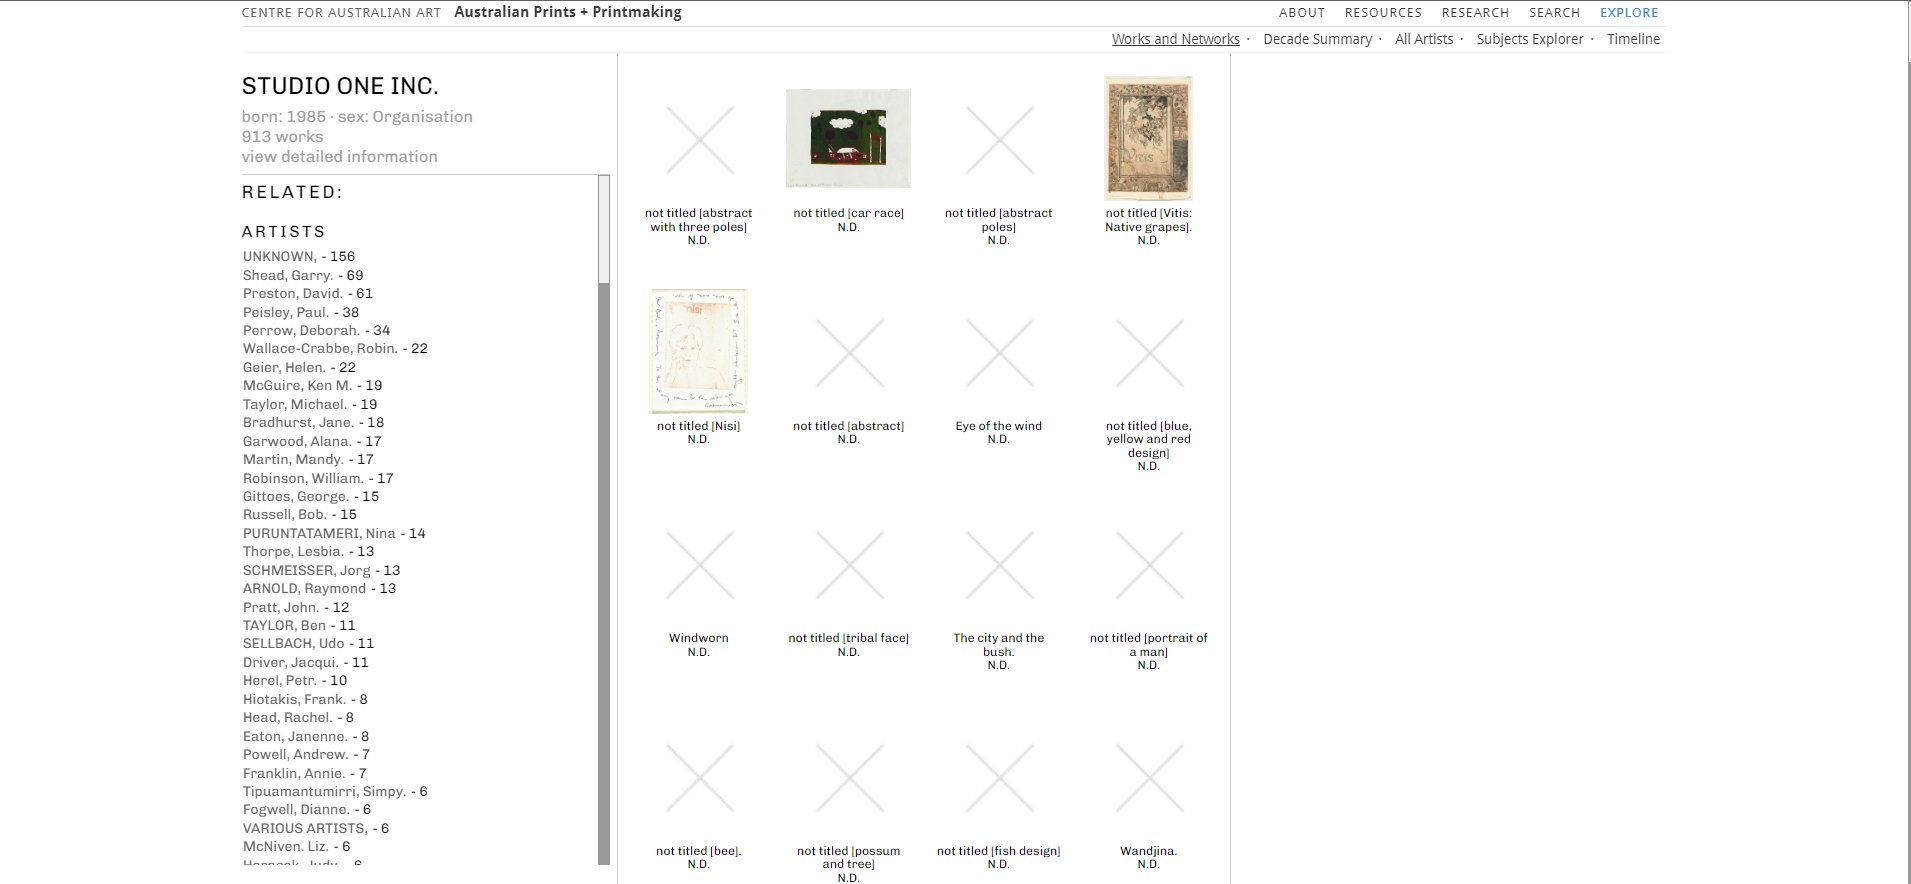 CENTRE FOR AUSTRALIAN ART Australian Prints + Printmaking
ABOUT RESOURCES RESEARCH SEARCH EXPLORE
Works and Networks · Decade Summary · All Artists · Subjects Explorer · Timeline
STUDIO ONE INC.
born: 1985 · sex: Organisation
913 works
view detailed information
RELATED:
ARTISTS
UNKNOWN, - 156
Shead, Garry. - 69
Preston, David. - 61
Peisley, Paul. - 38
Perrow, Deborah. - 34
Wallace-Crabbe, Robin. - 22
Geier, Helen. - 22
McGuire, Ken M. - 19
Taylor, Michael. - 19
Bradhurst, Jane. - 18
Garwood, Alana. - 17
Martin, Mandy. - 17
Robinson, William. - 17
Gittoes, George. - 15
Russell, Bob. - 15
PURUNTATAMERI, Nina - 14
Thorpe, Lesbia. - 13
SCHMEISSER, Jorg - 13
ARNOLD, Raymond - 13
Pratt, John. - 12
TAYLOR, Ben - 11
SELLBACH, Udo - 11
Driver, Jacqui. - 11
Herel, Petr. - 10
Hiotakis, Frank. - 8
Head, Rachel. - 8
Eaton, Janenne. - 8
Powell, Andrew. - 7
Franklin, Annie. - 7
Tipuamantumirri, Simpy. - 6
Fogwell, Dianne. - 6
VARIOUS ARTISTS, - 6
McNiven. Liz. - 6
not titled [abstract
with three poles]
N.D.
not titled [car race]
N.D.
not titled [abstract
poles]
N.D.
Vitis
not titled [Vitis:
Native grapes].
N.D.
not titled [Nisi]
N.D.
not titled [abstract]
N.D.
Eye of the wind
N.D.
not titled [blue,
yellow and red
design]
N.D.
Windworn
N.D.
not titled [tribal face]
N.D.
The city and the
bush.
N.D.
not titled [portrait of
a man]
N.D.
not titled [bee].
N.D.
not titled [possum
and tree]
N.D.
not titled [fish design]
N.D.
Wandjina.
N.D.